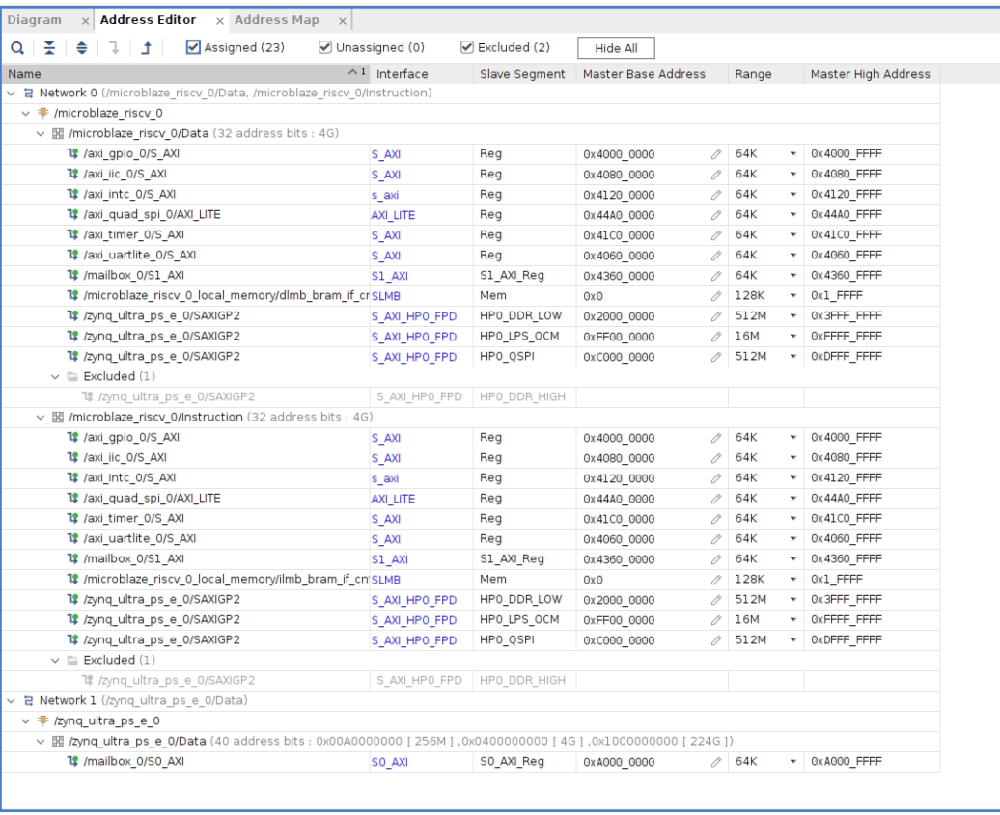 Diagram × Address Editor × Address Map ×
Assigned (23) Unassigned (0) Excluded (2) Hide All
Name ^1 Interface Slave Segment Master Base Address Range Master High Address
Network 0 (/microblaze_riscv_0/Data, /microblaze_riscv_0/Instruction)
/microblaze_riscv_0
/microblaze_riscv_0/Data (32 address bits : 4G)
/axi_gpio_0/S_AXI S_AXI Reg 0x4000_0000 64K 0x4000_FFFF
/axi_iic_0/S_AXI S_AXI Reg 0x4080_0000 64K 0x4080_FFFF
/axi_intc_0/S_AXI s_axi Reg 0x4120_0000 64K 0x4120_FFFF
/axi_quad_spi_0/AXI_LITE AXI_LITE Reg 0x44A0_0000 64K 0x44A0_FFFF
/axi_timer_0/S_AXI S_AXI Reg 0x41C0_0000 64K 0x41C0_FFFF
/axi_uartlite_0/S_AXI S_AXI Reg 0x4060_0000 64K 0x4060_FFFF
/mailbox_0/S1_AXI S1_AXI S1_AXI_Reg 0x4360_0000 64K 0x4360_FFFF
/microblaze_riscv_0_local_memory/dlmb_bram_if_cr SLMB Mem 0x0 128K 0x1_FFFF
/zynq_ultra_ps_e_0/SAXIGP2 S_AXI_HP0_FPD HP0_DDR_LOW 0x2000_0000 512M 0x3FFF_FFFF
/zynq_ultra_ps_e_0/SAXIGP2 S_AXI_HP0_FPD HP0_LPS_OCM 0xFF00_0000 16M 0xFFFF_FFFF
/zynq_ultra_ps_e_0/SAXIGP2 S_AXI_HP0_FPD HP0_QSPI 0xC000_0000 512M 0xDFFF_FFFF
Excluded (1)
/zynq_ultra_ps_e_0/SAXIGP2 S_AXI_HP0_FPD HP0_DDR_HIGH
/microblaze_riscv_0/Instruction (32 address bits : 4G)
/axi_gpio_0/S_AXI S_AXI Reg 0x4000_0000 64K 0x4000_FFFF
/axi_iic_0/S_AXI S_AXI Reg 0x4080_0000 64K 0x4080_FFFF
/axi_intc_0/S_AXI s_axi Reg 0x4120_0000 64K 0x4120_FFFF
/axi_quad_spi_0/AXI_LITE AXI_LITE Reg 0x44A0_0000 64K 0x44A0_FFFF
/axi_timer_0/S_AXI S_AXI Reg 0x41C0_0000 64K 0x41C0_FFFF
/axi_uartlite_0/S_AXI S_AXI Reg 0x4060_0000 64K 0x4060_FFFF
/mailbox_0/S1_AXI S1_AXI S1_AXI_Reg 0x4360_0000 64K 0x4360_FFFF
/microblaze_riscv_0_local_memory/ilmb_bram_if_cn SLMB Mem 0x0 128K 0x1_FFFF
/zynq_ultra_ps_e_0/SAXIGP2 S_AXI_HP0_FPD HP0_DDR_LOW 0x2000_0000 512M 0x3FFF_FFFF
/zynq_ultra_ps_e_0/SAXIGP2 S_AXI_HP0_FPD HP0_LPS_OCM 0xFF00_0000 16M 0xFFFF_FFFF
/zynq_ultra_ps_e_0/SAXIGP2 S_AXI_HP0_FPD HP0_QSPI 0xC000_0000 512M 0xDFFF_FFFF
Excluded (1)
/zynq_ultra_ps_e_0/SAXIGP2 S_AXI_HP0_FPD HP0_DDR_HIGH
Network 1 (/zynq_ultra_ps_e_0/Data)
/zynq_ultra_ps_e_0
/zynq_ultra_ps_e_0/Data (40 address bits : 0x00A0000000 [ 256M ] ,0x0400000000 [ 4G ] ,0x1000000000 [ 224G ])
/mailbox_0/S0_AXI S0_AXI S0_AXI_Reg 0xA000_0000 64K 0xA000_FFFF